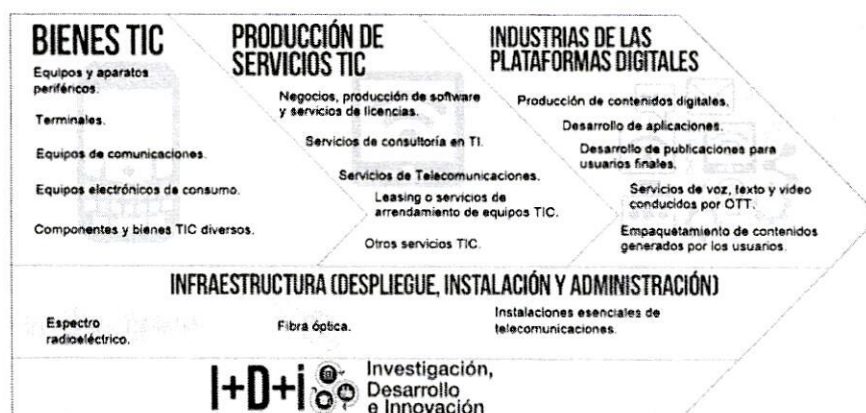 BIENES TIC
Equipos y aparatos
periféricos.
Terminales.
Equipos de comunicaciones.
Equipos electrónicos de consumo.
Componentes y bienes TIC diversos.
PRODUCCIÓN DE
SERVICIOS TIC
Negocios, producción de software
y servicios de licencias.
Servicios de consultoría en TI.
Servicios de Telecomunicaciones.
Leasing o servicios de
arrendamiento de equipos TIC.
Otros servicios TIC.
INDUSTRIAS DE LAS
PLATAFORMAS DIGITALES
Producción de contenidos digitales.
Desarrollo de aplicaciones.
Desarrollo de publicaciones para
usuarios finales.
Servicios de voz, texto y video
conducidos por OTT.
Empaquetamiento de contenidos
generados por los usuarios.
INFRAESTRUCTURA (DESPLIEGUE, INSTALACIÓN Y ADMINISTRACIÓN)
Espectro
radioeléctrico.
Fibra óptica.
Instalaciones esenciales de
telecomunicaciones.
I+D+i
Investigación,
Desarrollo
e Innovación